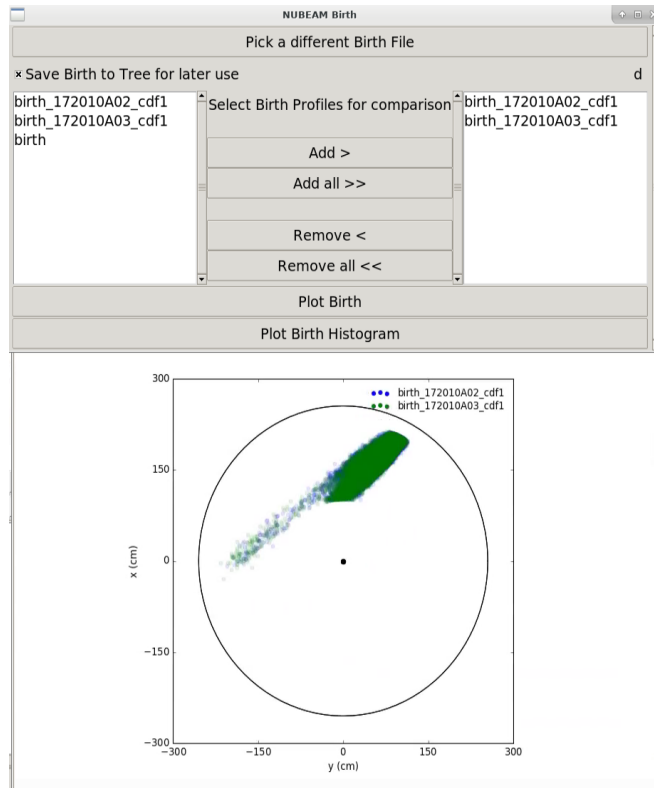 NUBEAM Birth
Pick a different Birth File
Save Birth to Tree for later use d
birth_172010A02_cdf1
birth_172010A03_cdf1
birth
Select Birth Profiles for comparison
Add >
Add all >>
Remove <
Remove all <<
birth_172010A02_cdf1
birth_172010A03_cdf1
Plot Birth
Plot Birth Histogram
birth_172010A02_cdf1
birth_172010A03_cdf1
300
150
0
−150
−300
x (cm)
−300 −150 0 150 300
y (cm)